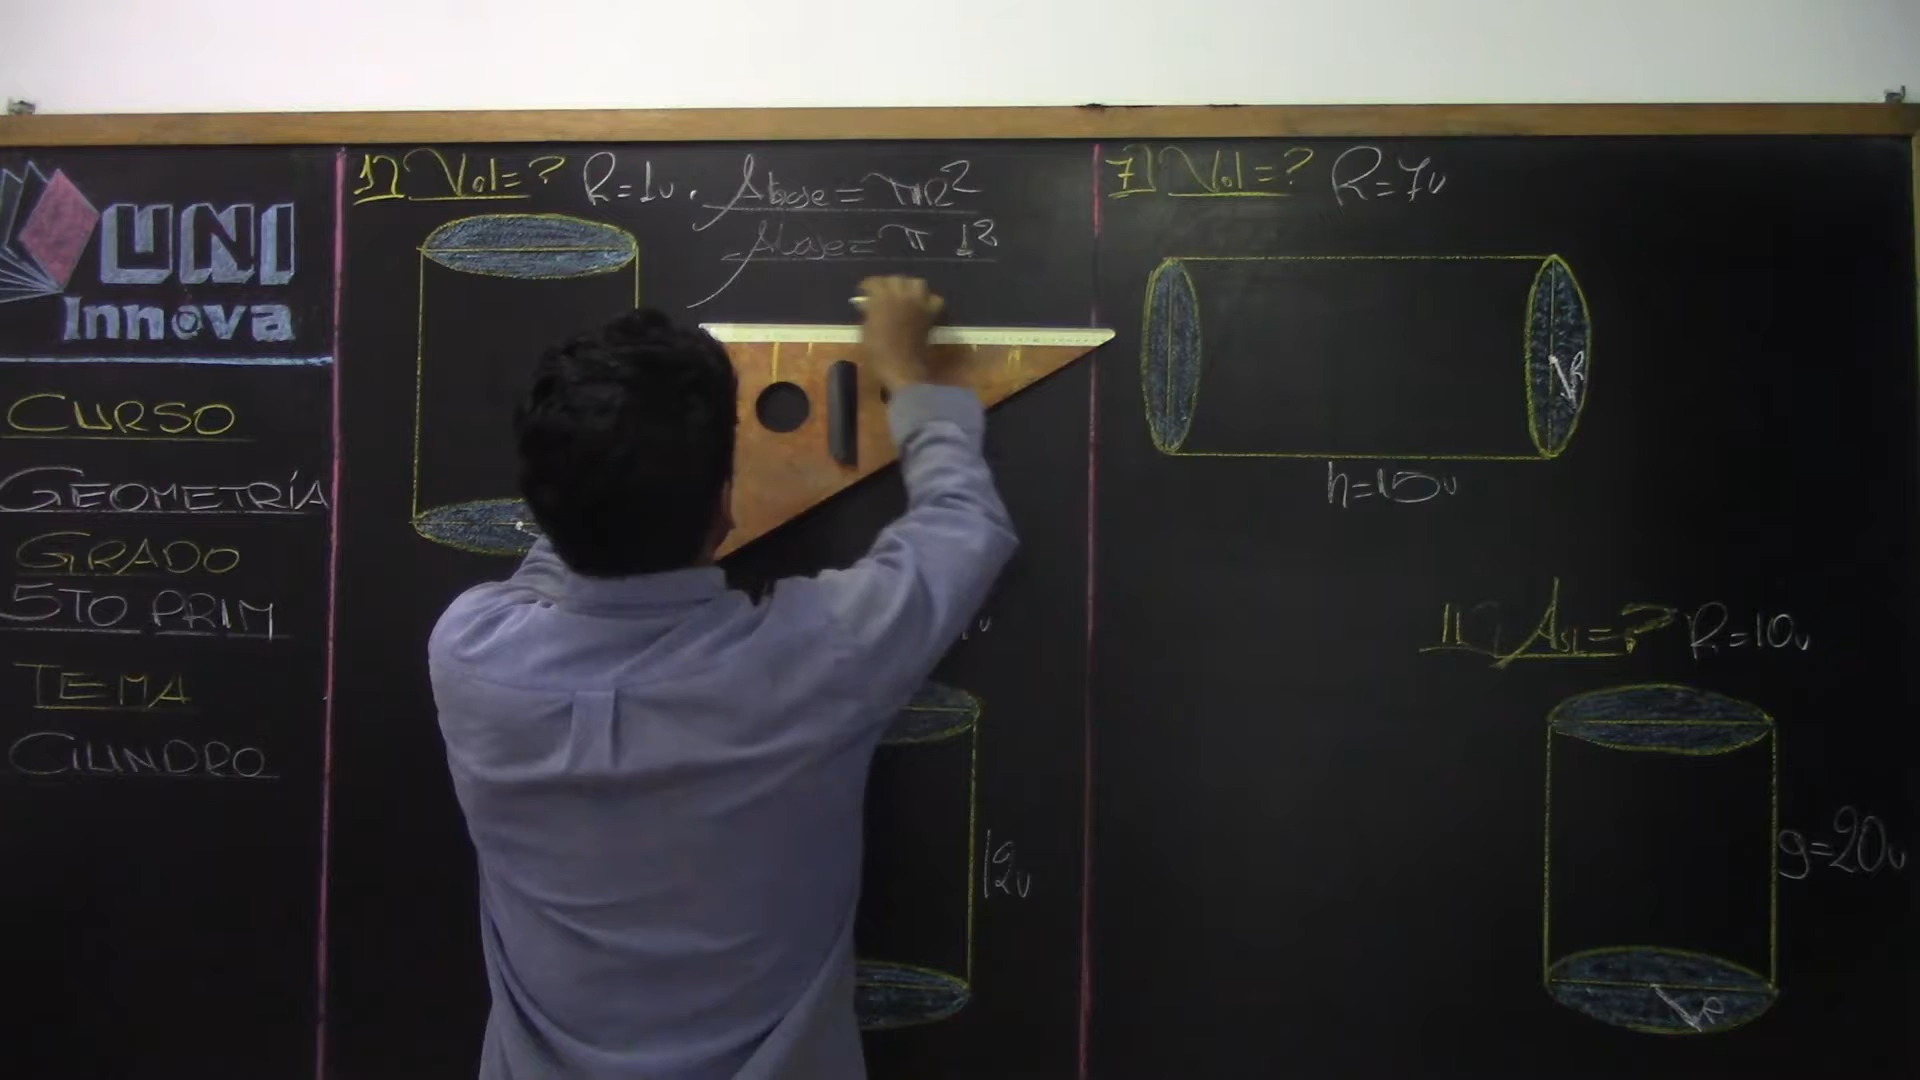 UNI
Innova
CURSO
GEOMETRÍA
GRADO
5TO PRIM
TEMA
CILINDRO
1) Vol=? R=1u. Abase=πR²
Abase=π 1²
12u
7) Vol=? R=7u
R
h=15u
11) ASL=? R=10u
g=20u
R